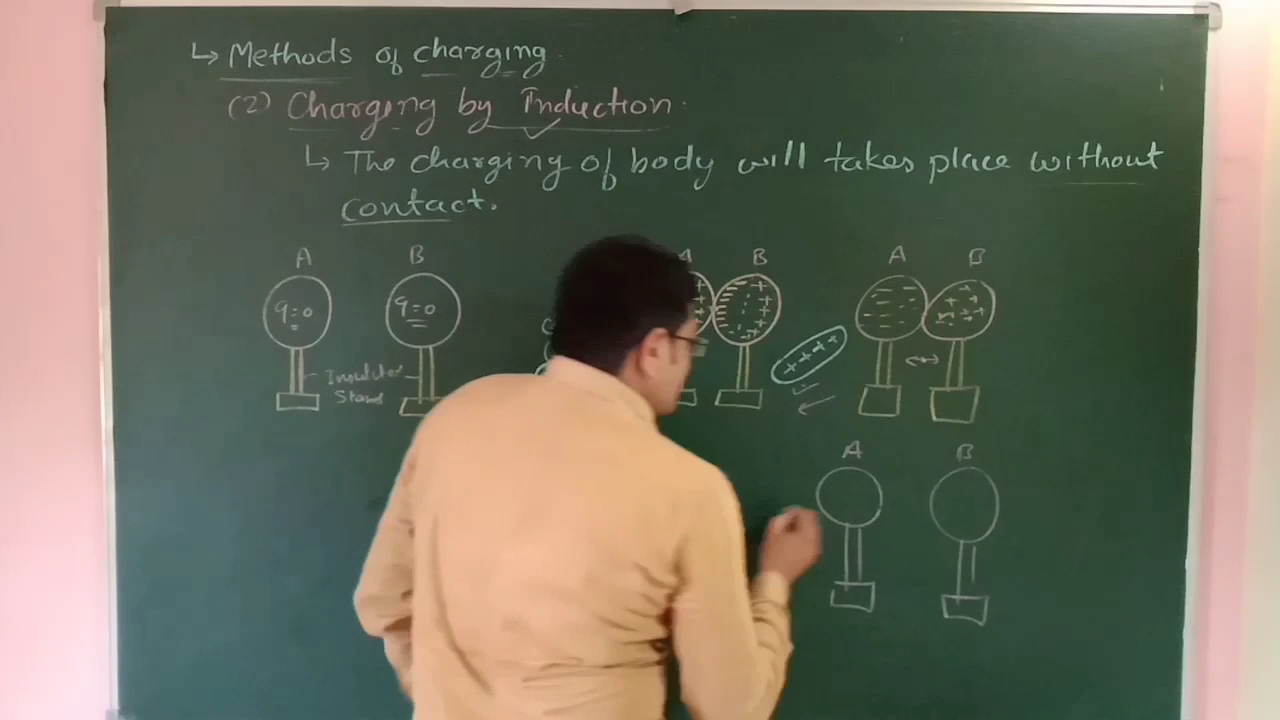 ↳ Methods of charging
(2) Charging by Induction:
↳ The charging of body will takes place without
contact.
A B A B A B
q=0 q=0
Insulator
Stand
A B